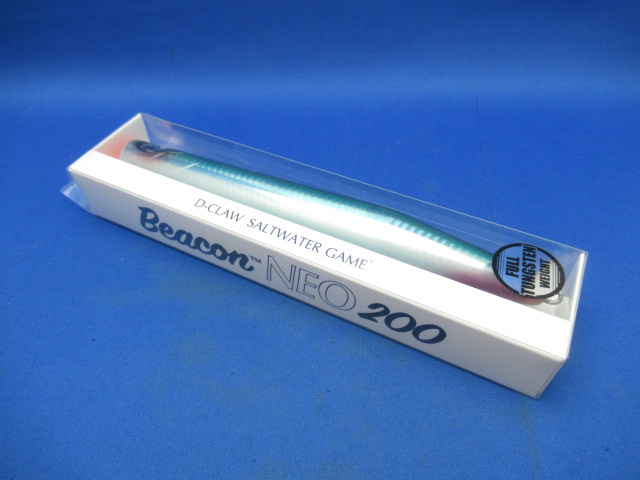 D-CLAW SALTWATER GAME
Beacon™ NEO 200
FULL
TUNGSTEN
WEIGHT